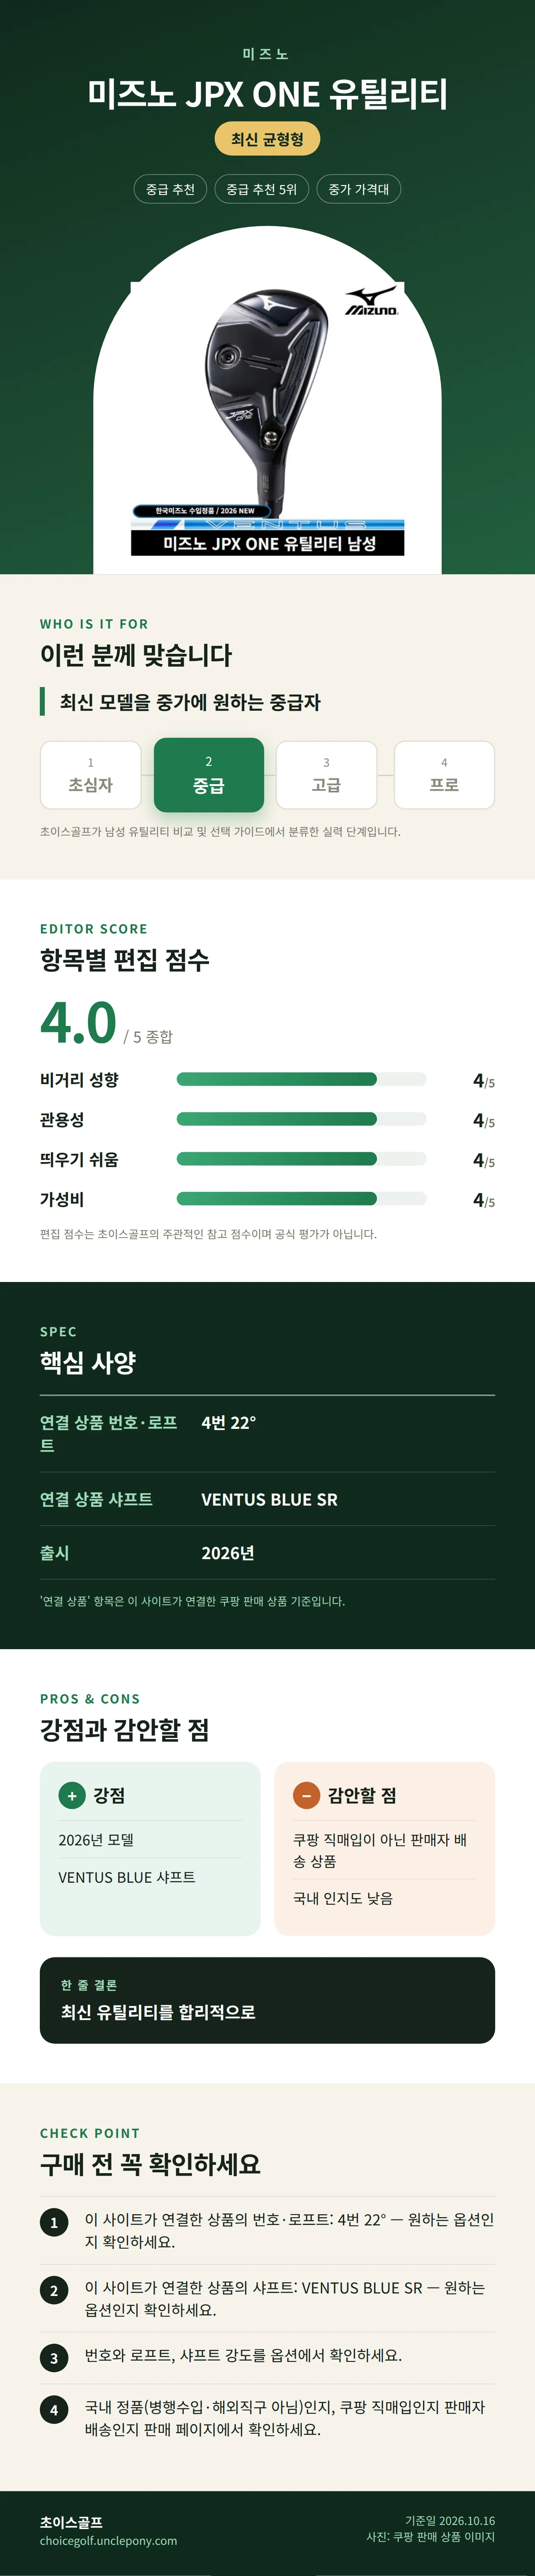 미즈노
미즈노 JPX ONE 유틸리티
최신 균형형
중급 추천
중급 추천 5위
중가 가격대
MIZUNO
JPX
ONE
한국미즈노 수입정품 / 2026 NEW
VENTUS
미즈노 JPX ONE 유틸리티 남성
WHO IS IT FOR
이런 분께 맞습니다
최신 모델을 중가에 원하는 중급자
1
초심자
2
중급
3
고급
4
프로
초이스골프가 남성 유틸리티 비교 및 선택 가이드에서 분류한 실력 단계입니다.
EDITOR SCORE
항목별 편집 점수
4.0 / 5 종합
비거리 성향 4/5
관용성 4/5
띄우기 쉬움 4/5
가성비 4/5
편집 점수는 초이스골프의 주관적인 참고 점수이며 공식 평가가 아닙니다.
SPEC
핵심 사양
연결 상품 번호·로프
트
4번 22°
연결 상품 샤프트 VENTUS BLUE SR
출시 2026년
'연결 상품' 항목은 이 사이트가 연결한 쿠팡 판매 상품 기준입니다.
PROS & CONS
강점과 감안할 점
+ 강점
2026년 모델
VENTUS BLUE 샤프트
− 감안할 점
쿠팡 직매입이 아닌 판매자 배
송 상품
국내 인지도 낮음
한 줄 결론
최신 유틸리티를 합리적으로
CHECK POINT
구매 전 꼭 확인하세요
1 이 사이트가 연결한 상품의 번호·로프트: 4번 22° — 원하는 옵션인
지 확인하세요.
2 이 사이트가 연결한 상품의 샤프트: VENTUS BLUE SR — 원하는
옵션인지 확인하세요.
3 번호와 로프트, 샤프트 강도를 옵션에서 확인하세요.
4 국내 정품(병행수입·해외직구 아님)인지, 쿠팡 직매입인지 판매자
배송인지 판매 페이지에서 확인하세요.
초이스골프
choicegolf.unclepony.com
기준일 2026.10.16
사진: 쿠팡 판매 상품 이미지